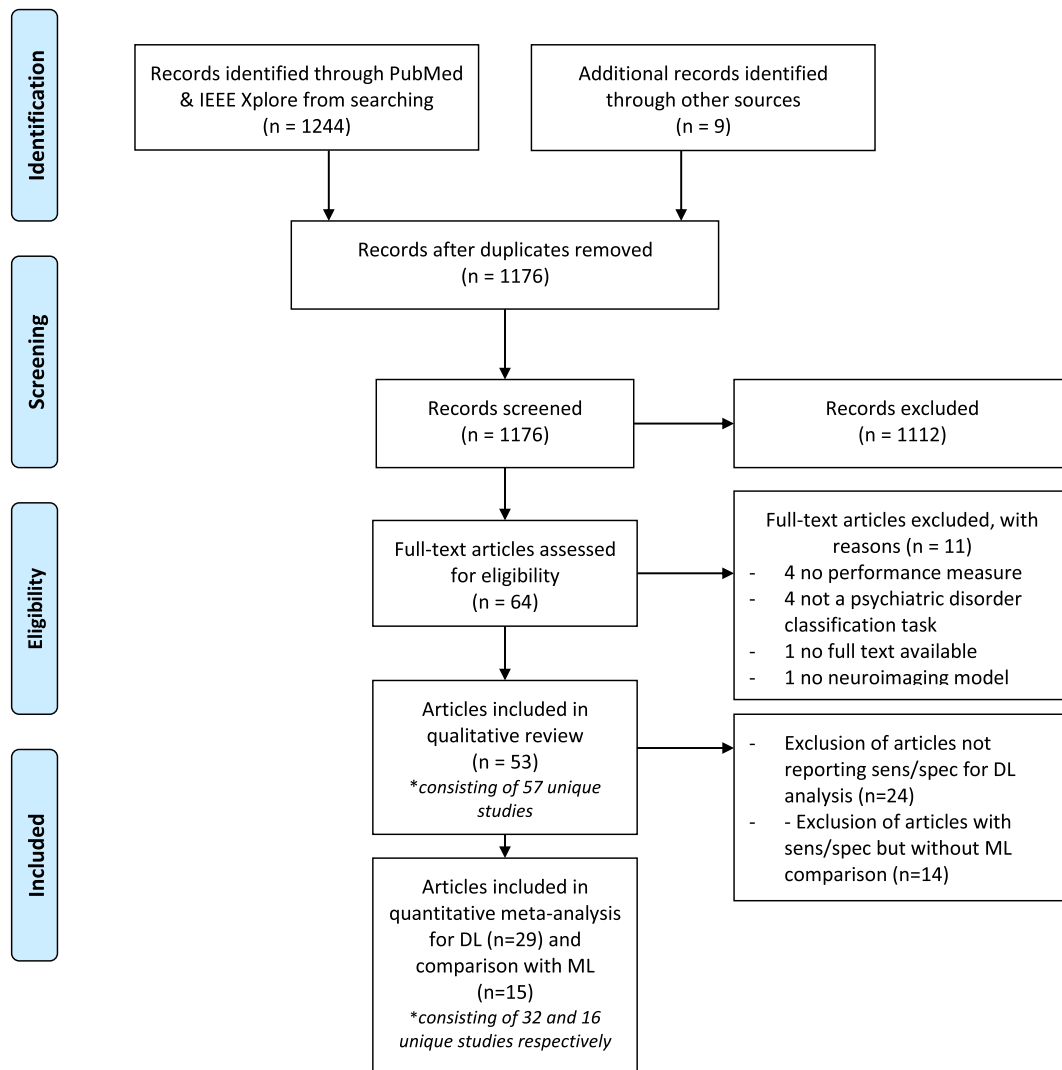 Identification
Records identified through PubMed
& IEEE Xplore from searching
(n = 1244)
Additional records identified
through other sources
(n = 9)
Records after duplicates removed
(n = 1176)
Screening
Records screened
(n = 1176)
Records excluded
(n = 1112)
Eligibility
Full-text articles assessed
for eligibility
(n = 64)
Full-text articles excluded, with
reasons (n = 11)
- 4 no performance measure
- 4 not a psychiatric disorder
classification task
- 1 no full text available
- 1 no neuroimaging model
Articles included in
qualitative review
(n = 53)
*consisting of 57 unique
studies
- Exclusion of articles not
reporting sens/spec for DL
analysis (n=24)
- - Exclusion of articles with
sens/spec but without ML
comparison (n=14)
Included
Articles included in
quantitative meta-analysis
for DL (n=29) and
comparison with ML
(n=15)
*consisting of 32 and 16
unique studies respectively